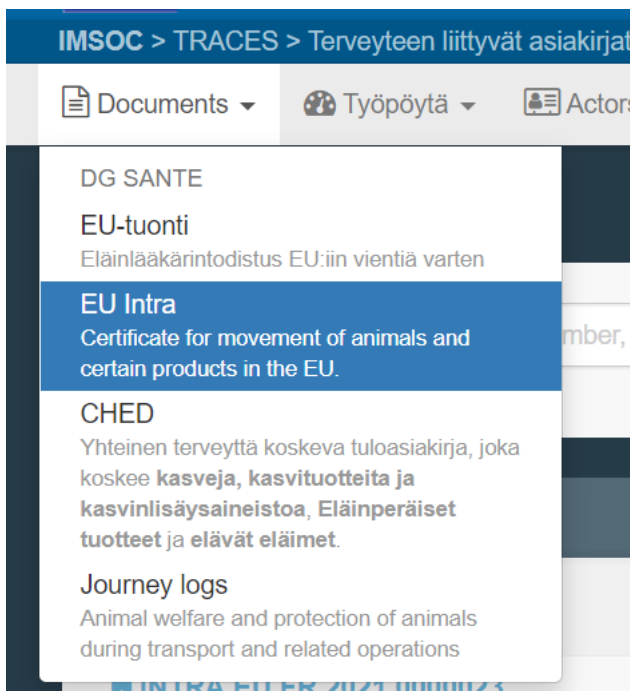 IMSOC > TRACES > Terveyteen liittyvät asiakirjat
Documents Työpöytä Actors
DG SANTE
EU-tuonti
Eläinlääkärintodistus EU:iin vientiä varten
EU Intra
Certificate for movement of animals and
certain products in the EU.
mber,
CHED
Yhteinen terveyttä koskeva tuloasiakirja, joka
koskee kasveja, kasvituotteita ja
kasvinlisäysaineistoa, Eläinperäiset
tuotteet ja elävät eläimet.
Journey logs
Animal welfare and protection of animals
during transport and related operations